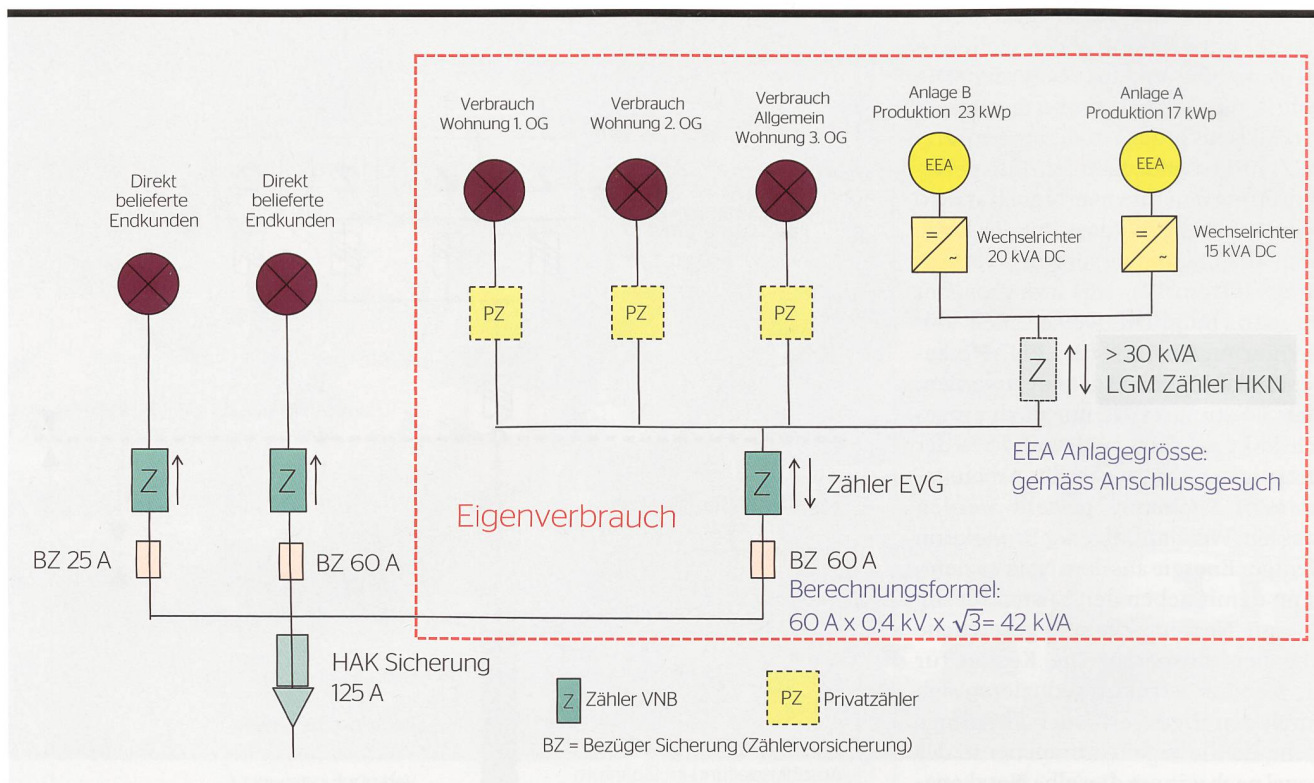 Verbrauch
Wohnung 1. OG
Verbrauch
Wohnung 2. OG
Verbrauch
Allgemein
Wohnung 3. OG
Anlage B
Produktion 23 kWp
Anlage A
Produktion 17 kWp
Direkt
belieferte
Endkunden
Direkt
belieferte
Endkunden
EEA
EEA
=
~
Wechselrichter
20 kVA DC
=
~
Wechselrichter
15 kVA DC
PZ
PZ
PZ
Z
> 30 kVA
LGM Zähler HKN
EEA Anlagegrösse:
gemäss Anschlussgesuch
Z
Z
Z
Zähler EVG
Eigenverbrauch
BZ 25 A
BZ 60 A
BZ 60 A
Berechnungsformel:
60 A x 0,4 kV x √3= 42 kVA
HAK Sicherung
125 A
Z
Zähler VNB
PZ
Privatzähler
BZ = Bezüger Sicherung (Zählervorsicherung)